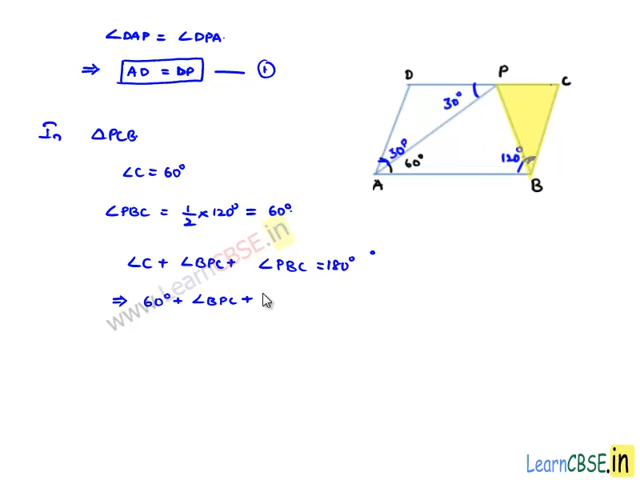 ∠DAP = ∠DPA.
⇒ AD = DP — ①
In ΔPCB
∠C = 60°
∠PBC = 1/2 × 120° = 60°.
∠C + ∠BPC + ∠PBC = 180° °
⇒ 60° + ∠BPC +
D P C
30°
30°
60°
120°
A B
www.LearnCBSE.in
LearnCBSE.in